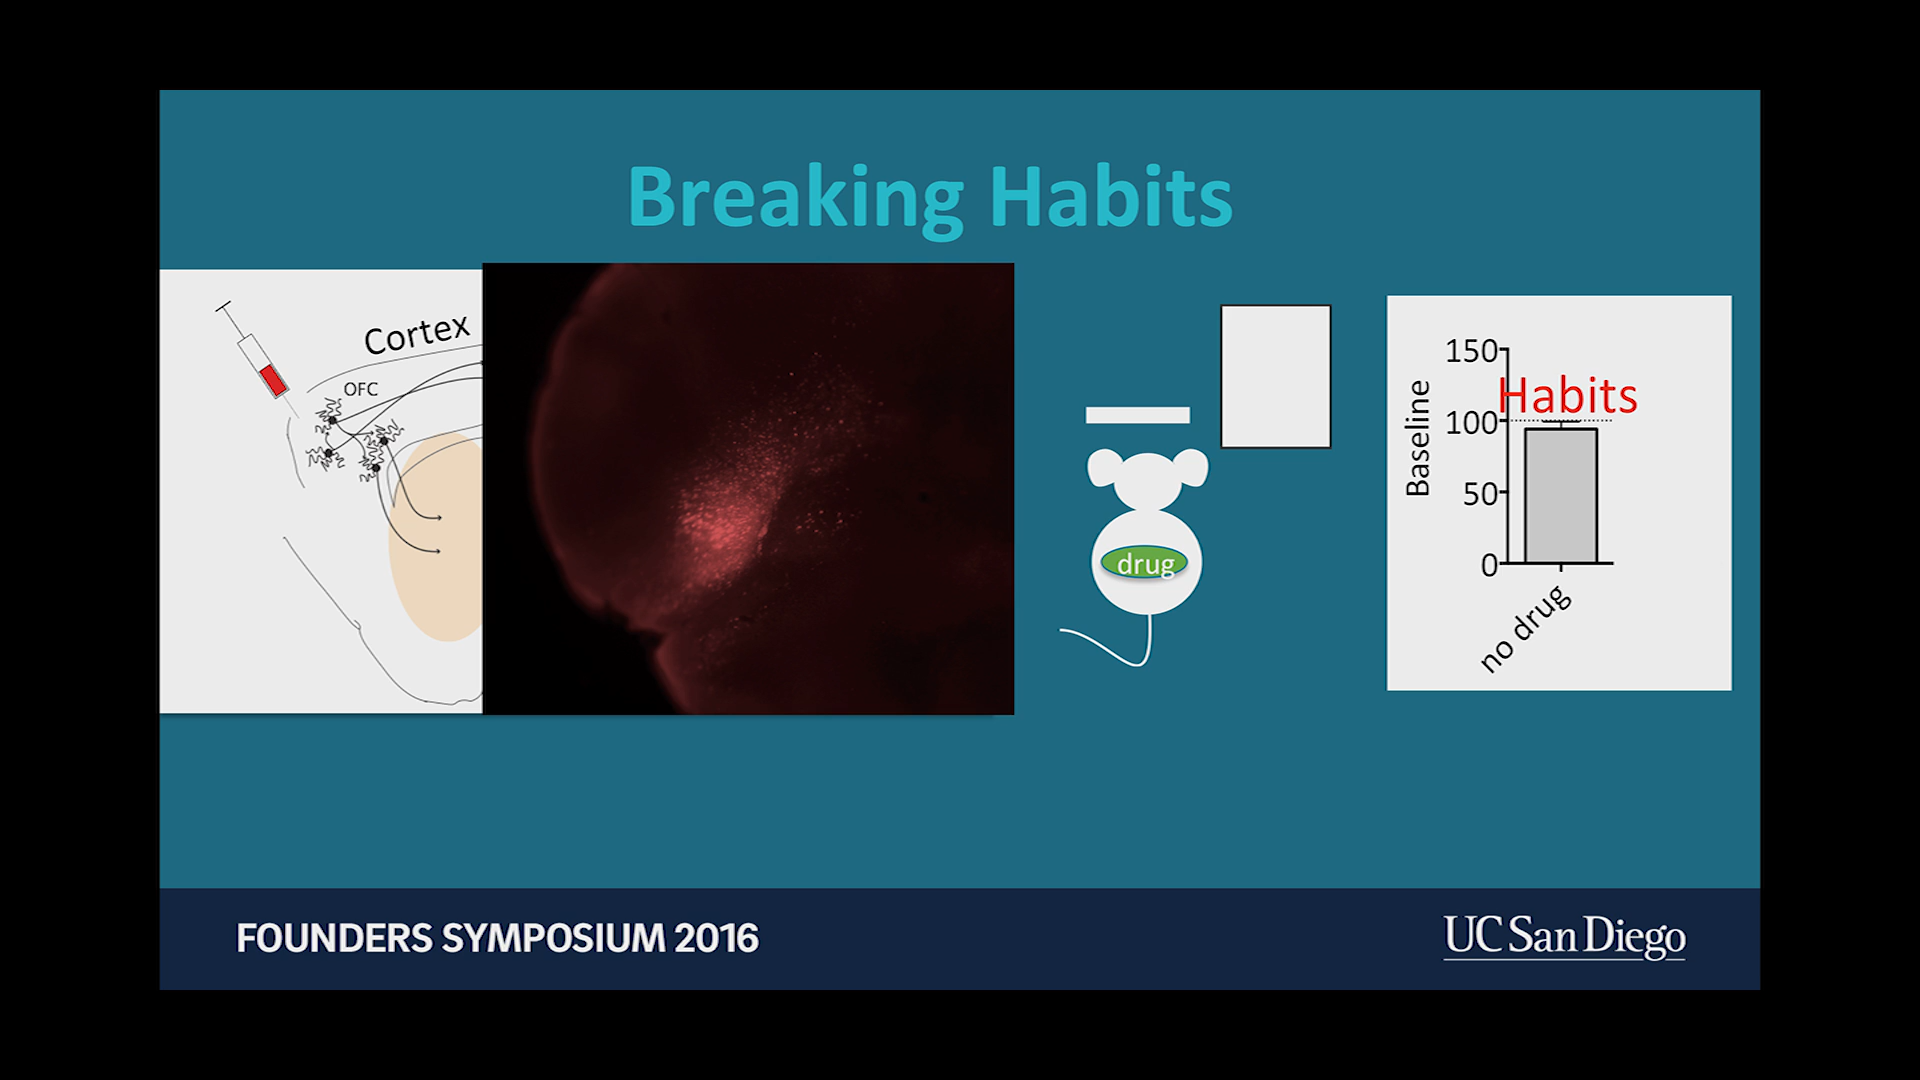 Breaking Habits
Cortex
OFC
drug
Baseline
150
Habits
100
50
0
no drug
FOUNDERS SYMPOSIUM 2016
UC San Diego